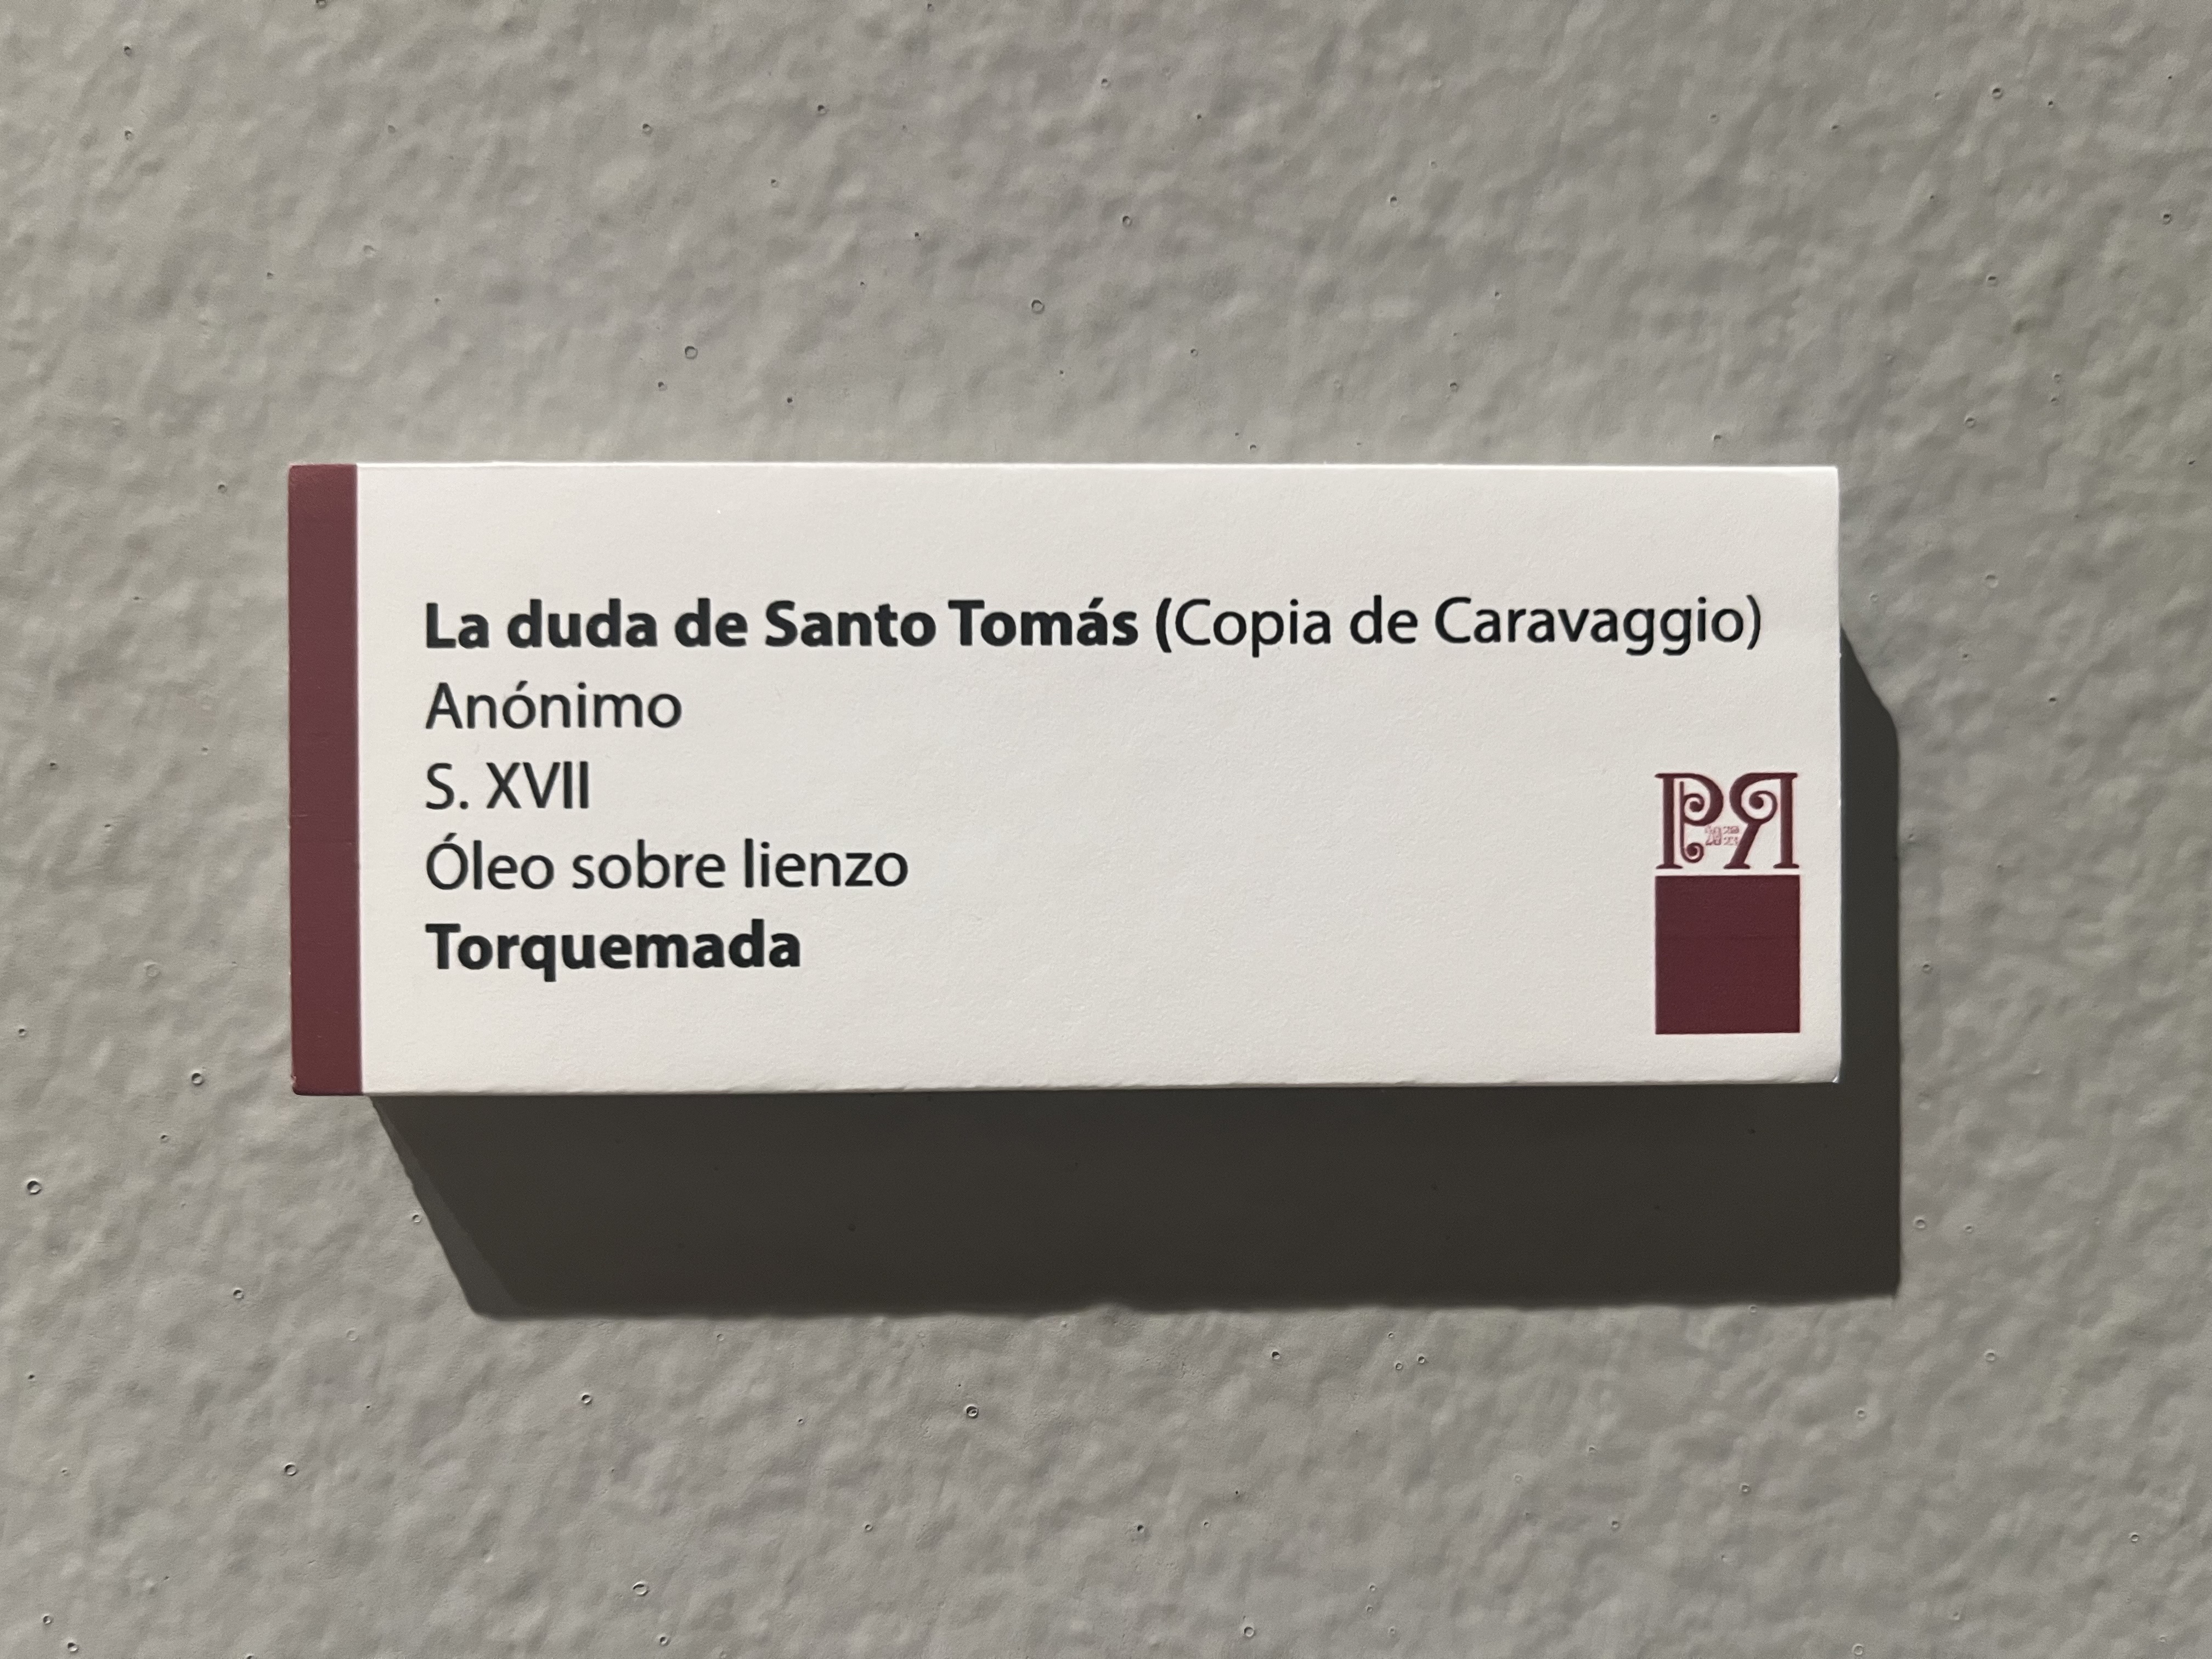 La duda de Santo Tomás (Copia de Caravaggio)
Anónimo
S. XVII
Óleo sobre lienzo
Torquemada